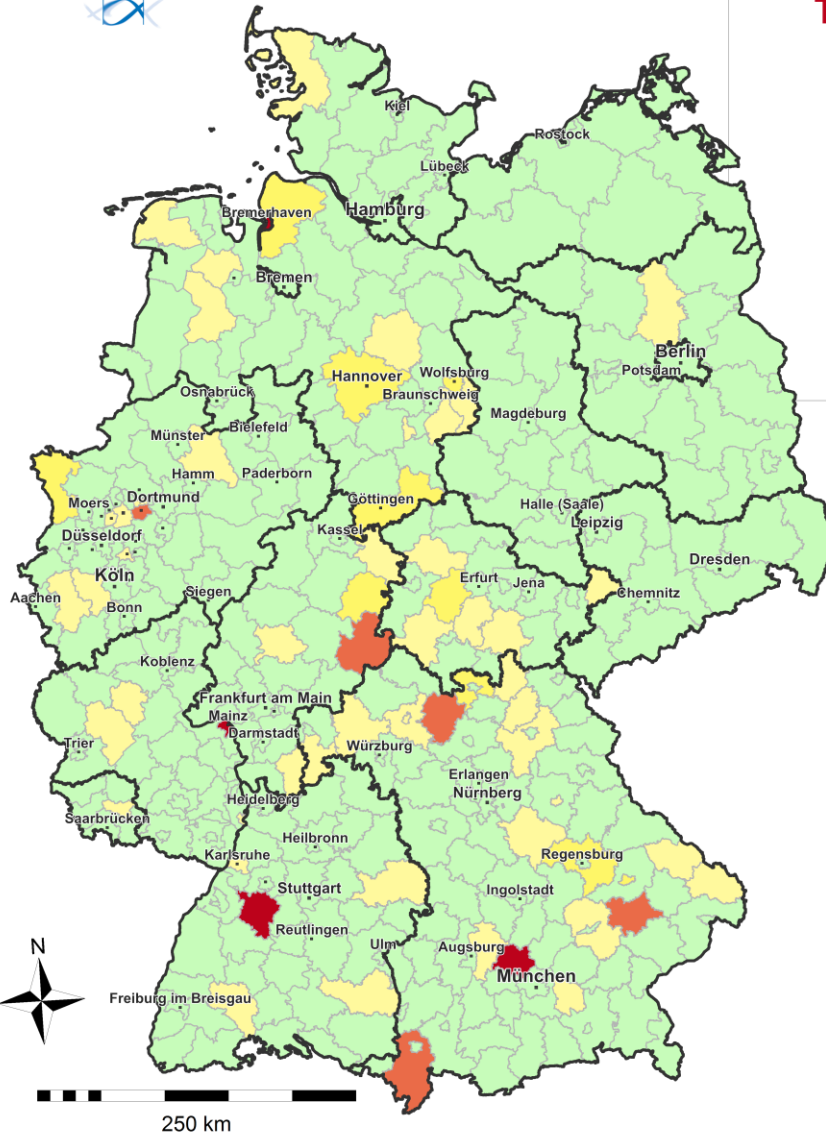 T
Kiel
Rostock
Lübeck
Bremerhaven
Hamburg
Bremen
Berlin
Potsdam
Hannover
Wolfsburg
Braunschweig
Osnabrück
Magdeburg
Bielefeld
Münster
Hamm
Paderborn
Moers
Dortmund
Göttingen
Halle (Saale)
Leipzig
Düsseldorf
Kassel
Dresden
Köln
Erfurt
Jena
Chemnitz
Aachen
Siegen
Bonn
Koblenz
Frankfurt am Main
Mainz
Darmstadt
Trier
Würzburg
Erlangen
Nürnberg
Heidelberg
Saarbrücken
Heilbronn
Karlsruhe
Regensburg
Stuttgart
Ingolstadt
Reutlingen
Ulm
Augsburg
München
N
Freiburg im Breisgau
250 km